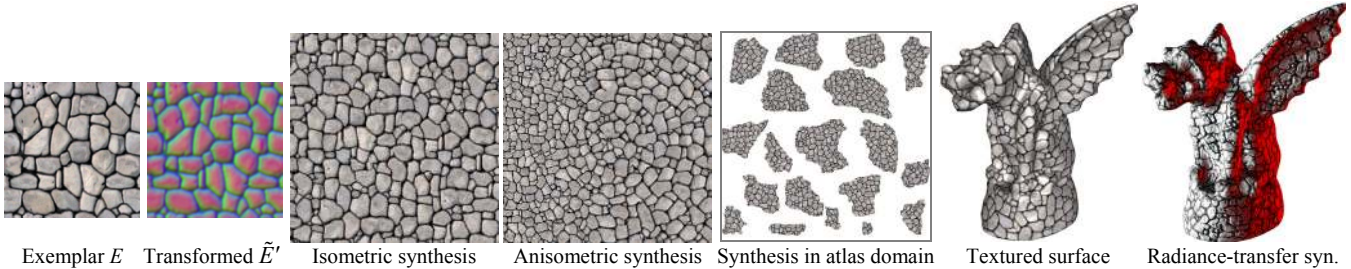 Exemplar E Transformed Ẽ′ Isometric synthesis Anisometric synthesis Synthesis in atlas domain Textured surface Radiance-transfer syn.